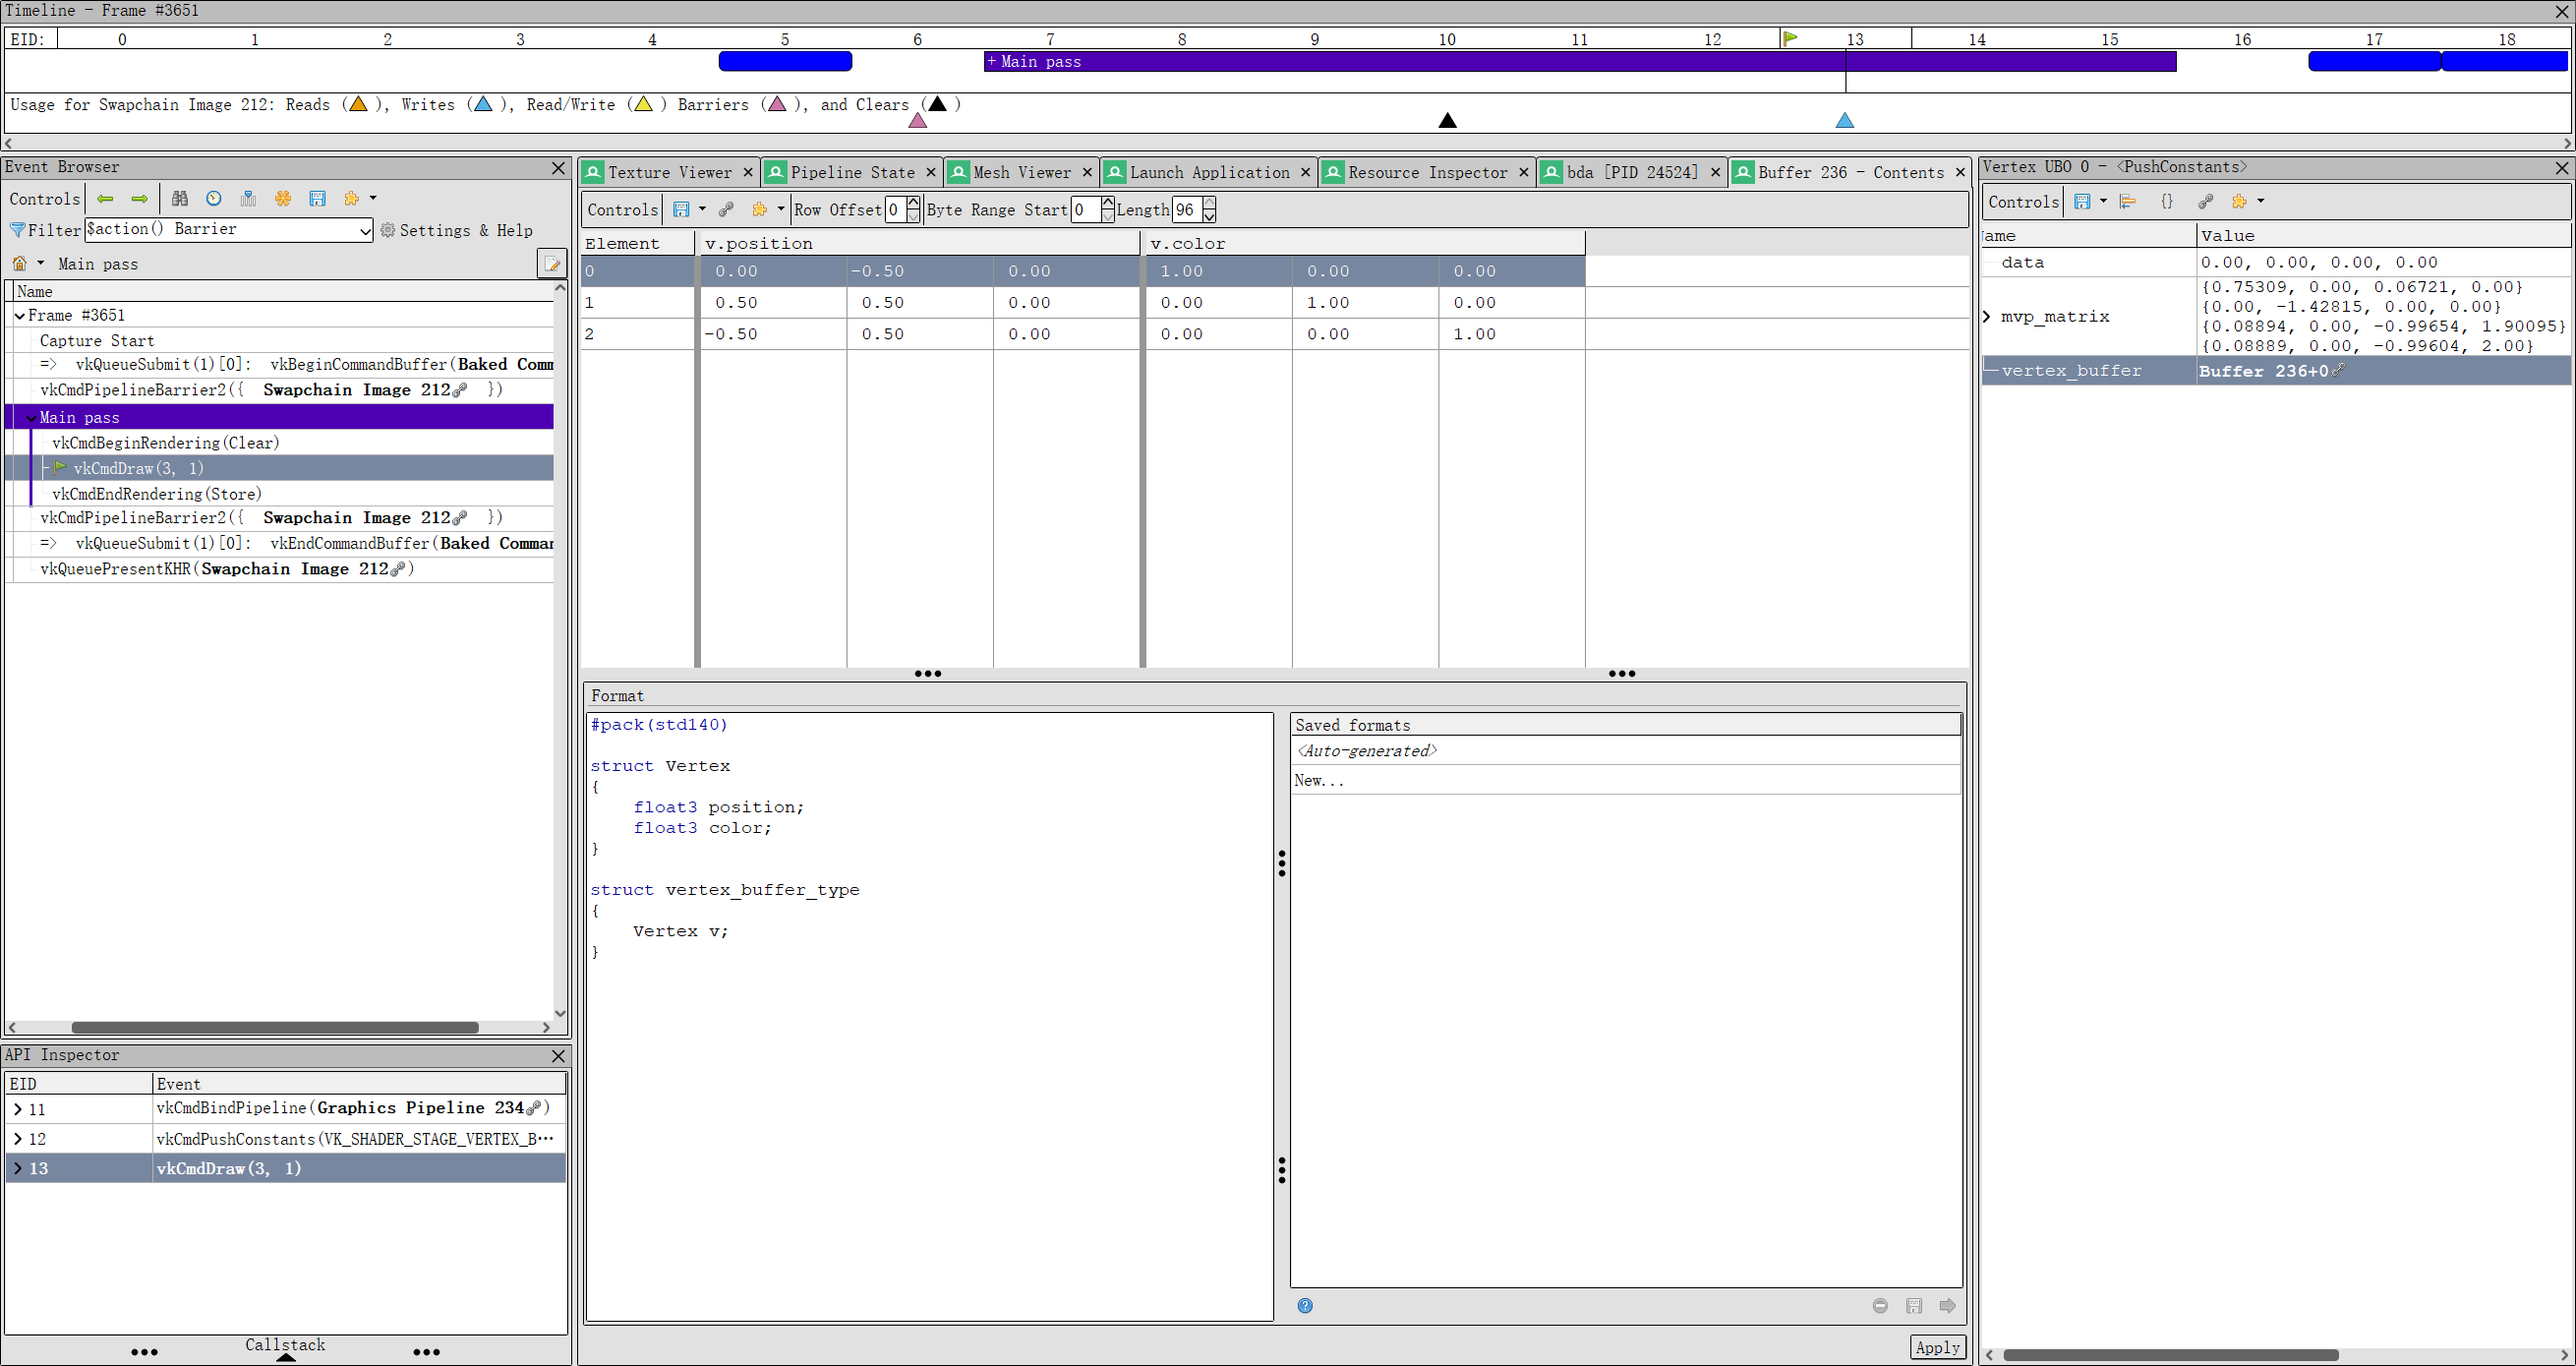 Timeline - Frame #3651
EID: 0 1 2 3 4 5 6 7 8 9 10 11 12 13 14 15 16 17 18
+ Main pass
Usage for Swapchain Image 212: Reads ( ), Writes ( ), Read/Write ( ) Barriers ( ), and Clears ( )
Event Browser
Controls
Filter $action() Barrier Settings & Help
Main pass
Name
Frame #3651
Capture Start
=> vkQueueSubmit(1)[0]: vkBeginCommandBuffer(Baked Comm
vkCmdPipelineBarrier2({ Swapchain Image 212 })
Main pass
vkCmdBeginRendering(Clear)
vkCmdDraw(3, 1)
vkCmdEndRendering(Store)
vkCmdPipelineBarrier2({ Swapchain Image 212 })
=> vkQueueSubmit(1)[0]: vkEndCommandBuffer(Baked Comman
vkQueuePresentKHR(Swapchain Image 212)
API Inspector
EID Event
11 vkCmdBindPipeline(Graphics Pipeline 234)
12 vkCmdPushConstants(VK_SHADER_STAGE_VERTEX_B...
13 vkCmdDraw(3, 1)
Callstack
Texture Viewer Pipeline State Mesh Viewer Launch Application Resource Inspector bda [PID 24524] Buffer 236 - Contents
Controls Row Offset 0 Byte Range Start 0 Length 96
Element v.position v.color
0 0.00 -0.50 0.00 1.00 0.00 0.00
1 0.50 0.50 0.00 0.00 1.00 0.00
2 -0.50 0.50 0.00 0.00 0.00 1.00
Format
#pack(std140)
struct Vertex
{
float3 position;
float3 color;
}
struct vertex_buffer_type
{
Vertex v;
}
Saved formats
<Auto-generated>
New...
Apply
Vertex UBO 0 - <PushConstants>
Controls
ame Value
data 0.00, 0.00, 0.00, 0.00
mvp_matrix
{0.75309, 0.00, 0.06721, 0.00}
{0.00, -1.42815, 0.00, 0.00}
{0.08894, 0.00, -0.99654, 1.90095}
{0.08889, 0.00, -0.99604, 2.00}
vertex_buffer Buffer 236+0